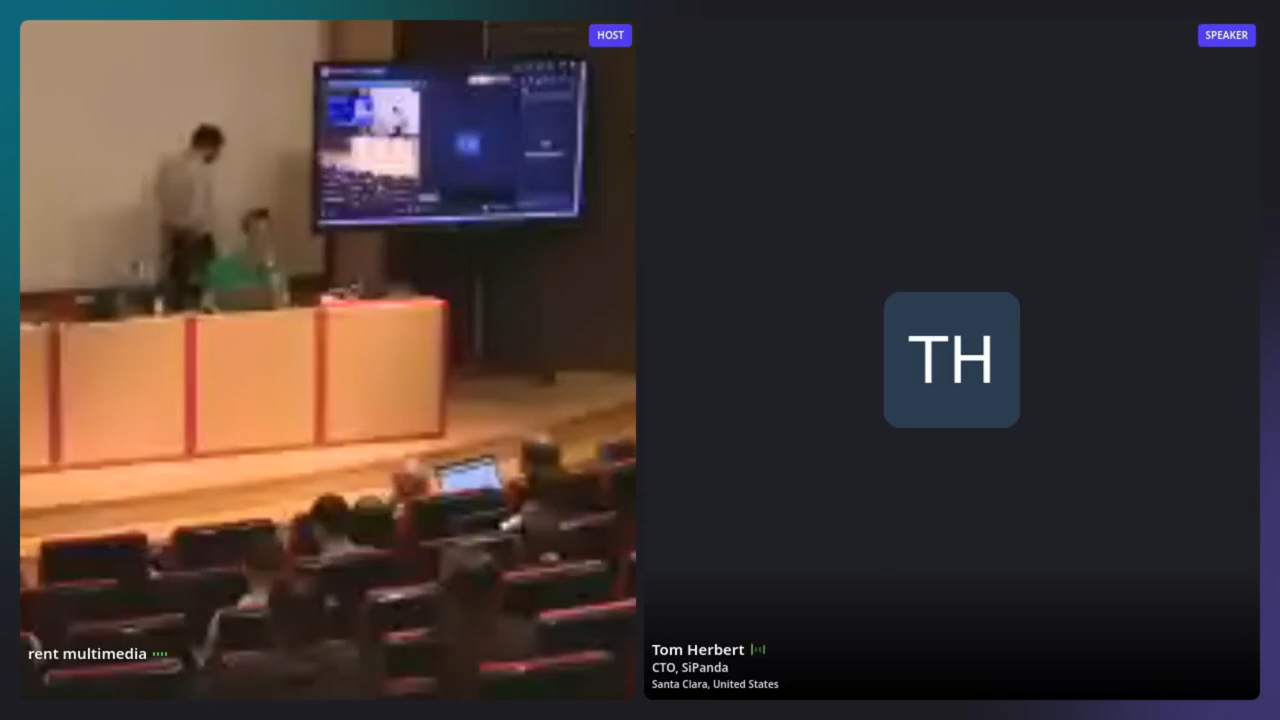 HOST
rent multimedia
SPEAKER
TH
Tom Herbert
CTO, SiPanda
Santa Clara, United States